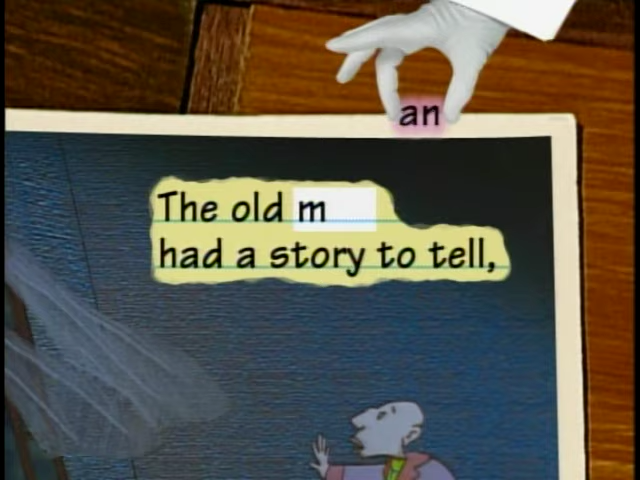 an
The old m
had a story to tell,